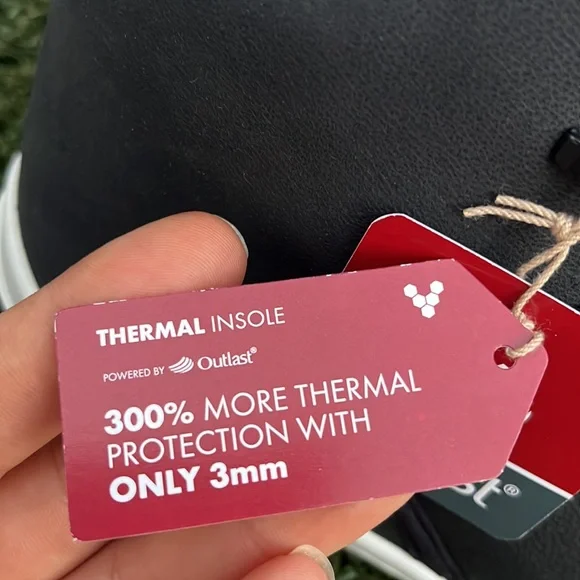 THERMAL INSOLE
POWERED BY Outlast®
300% MORE THERMAL
PROTECTION WITH
ONLY 3mm